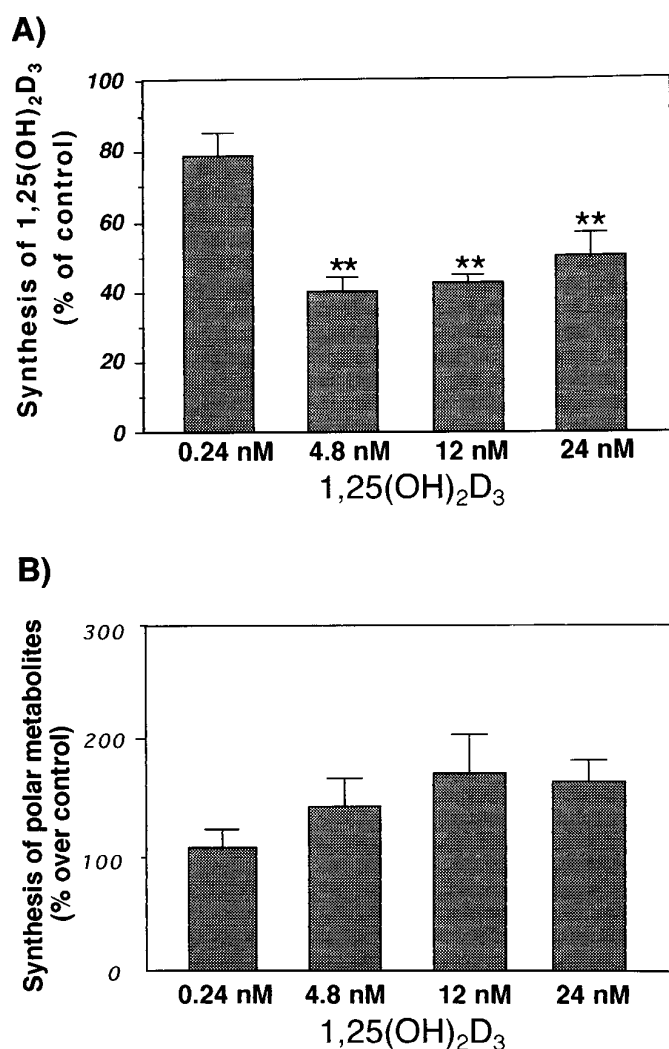 A)
Synthesis of 1,25(OH)₂D₃
(% of control)
100
80
60
40
20
0
**
**
**
0.24 nM 4.8 nM 12 nM 24 nM
1,25(OH)₂D₃
B)
Synthesis of polar metabolites
(% over control)
300
200
100
0
0.24 nM 4.8 nM 12 nM 24 nM
1,25(OH)₂D₃